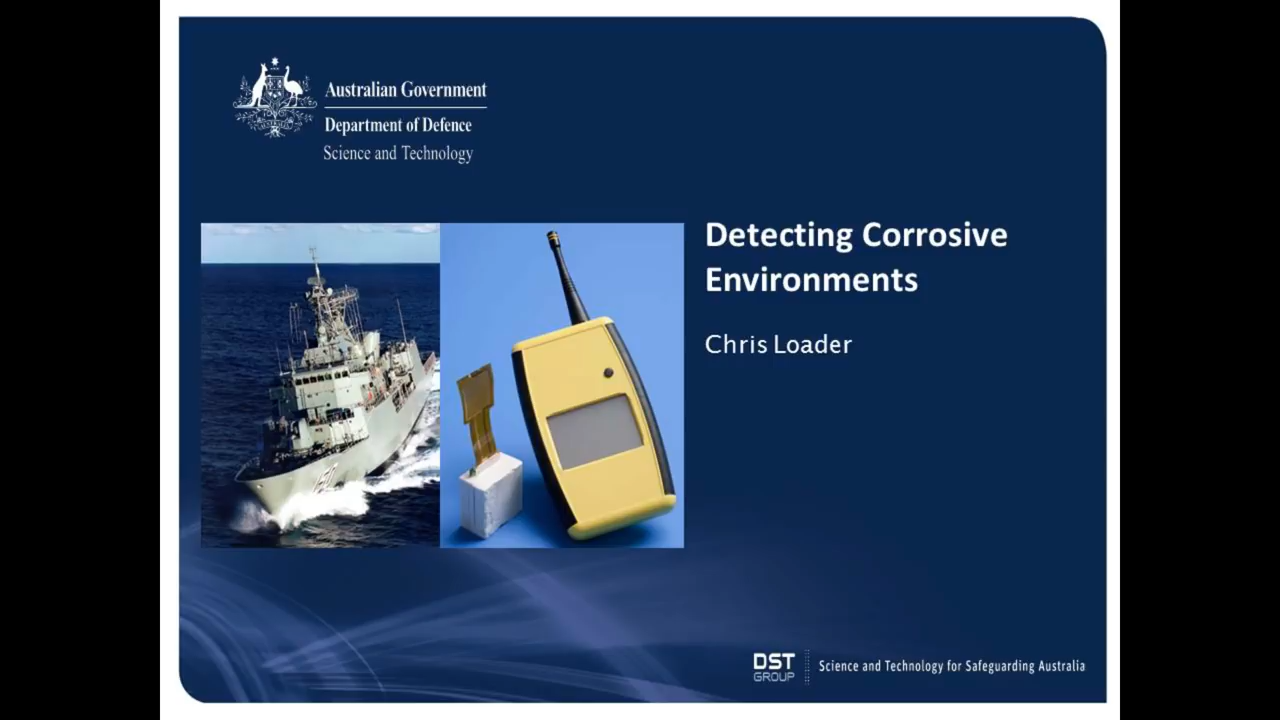 Australian Government
Department of Defence
Science and Technology
Detecting Corrosive
Environments
Chris Loader
DST
GROUP
Science and Technology for Safeguarding Australia